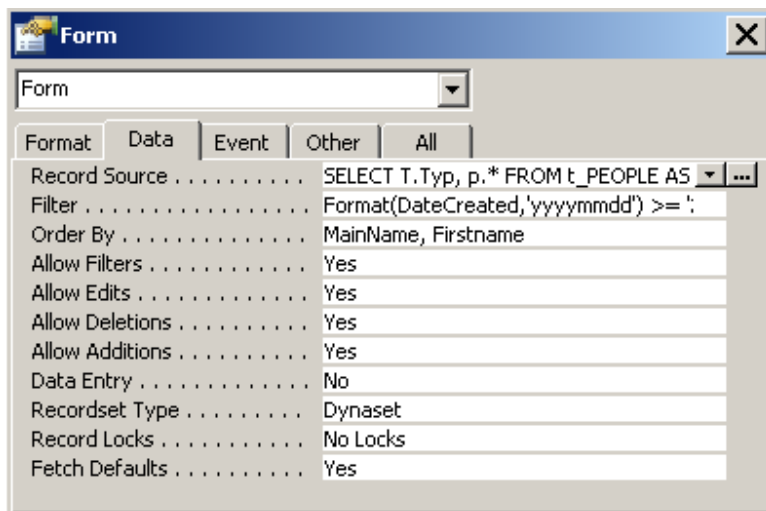 Form
Form
Format Data Event Other All
Record Source . . . . . . . . . . SELECT T.Typ, p.* FROM t_PEOPLE AS ...
Filter . . . . . . . . . . . . . . . . . Format(DateCreated,'yyyymmdd') >= '
Order By . . . . . . . . . . . . . . MainName, Firstname
Allow Filters . . . . . . . . . . . . Yes
Allow Edits . . . . . . . . . . . . . Yes
Allow Deletions . . . . . . . . . . Yes
Allow Additions . . . . . . . . . . Yes
Data Entry . . . . . . . . . . . . . No
Recordset Type . . . . . . . . . Dynaset
Record Locks . . . . . . . . . . . No Locks
Fetch Defaults . . . . . . . . . . Yes